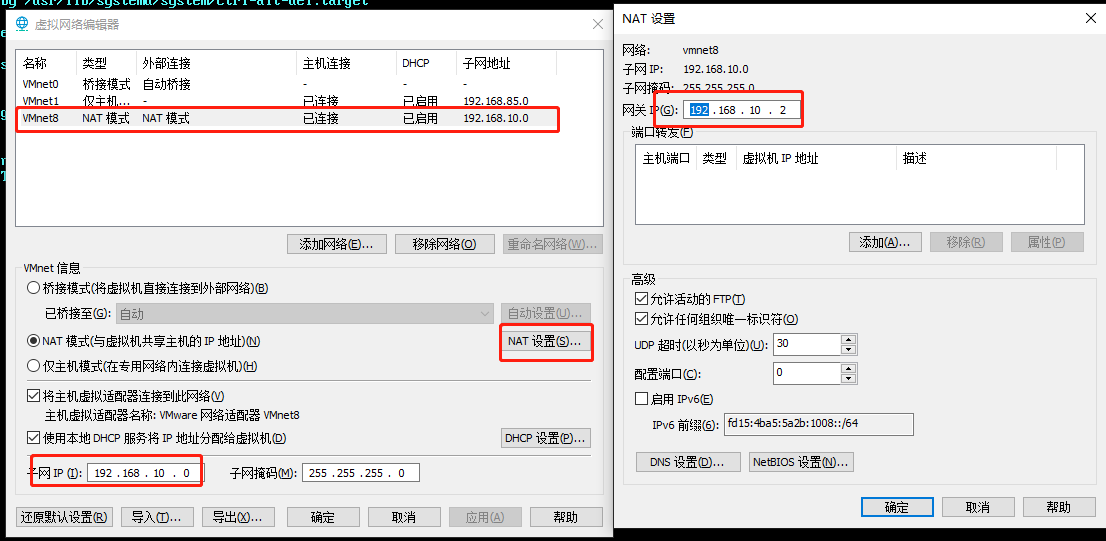 by /usr/lib/systemd/system/ctrl-alt-del.target
虚拟网络编辑器
名称 类型 外部连接 主机连接 DHCP 子网地址
VMnet0 桥接模式 自动桥接 - - -
VMnet1 仅主机... - 已连接 已启用 192.168.85.0
VMnet8 NAT 模式 NAT 模式 已连接 已启用 192.168.10.0
添加网络(E)... 移除网络(O) 重命名网络(W)...
VMnet 信息
桥接模式(将虚拟机直接连接到外部网络)(B)
已桥接至(G): 自动 自动设置(U)...
NAT 模式(与虚拟机共享主机的 IP 地址)(N) NAT 设置(S)...
仅主机模式(在专用网络内连接虚拟机)(H)
将主机虚拟适配器连接到此网络(V)
主机虚拟适配器名称: VMware 网络适配器 VMnet8
使用本地 DHCP 服务将 IP 地址分配给虚拟机(D) DHCP 设置(P)...
子网 IP (I): 192 . 168 . 10 . 0 子网掩码(M): 255 . 255 . 255 . 0
还原默认设置(R) 导入(T)... 导出(X)... 确定 取消 应用(A) 帮助
NAT 设置
网络: vmnet8
子网 IP: 192.168.10.0
子网掩码: 255.255.255.0
网关 IP(G): 192 . 168 . 10 . 2
端口转发(F)
主机端口 类型 虚拟机 IP 地址 描述
添加(A)... 移除(R) 属性(P)
高级
允许活动的 FTP(T)
允许任何组织唯一标识符(O)
UDP 超时(以秒为单位)(U): 30
配置端口(C): 0
启用 IPv6(E)
IPv6 前缀(6): fd15:4ba5:5a2b:1008::/64
DNS 设置(D)... NetBIOS 设置(N)...
确定 取消 帮助